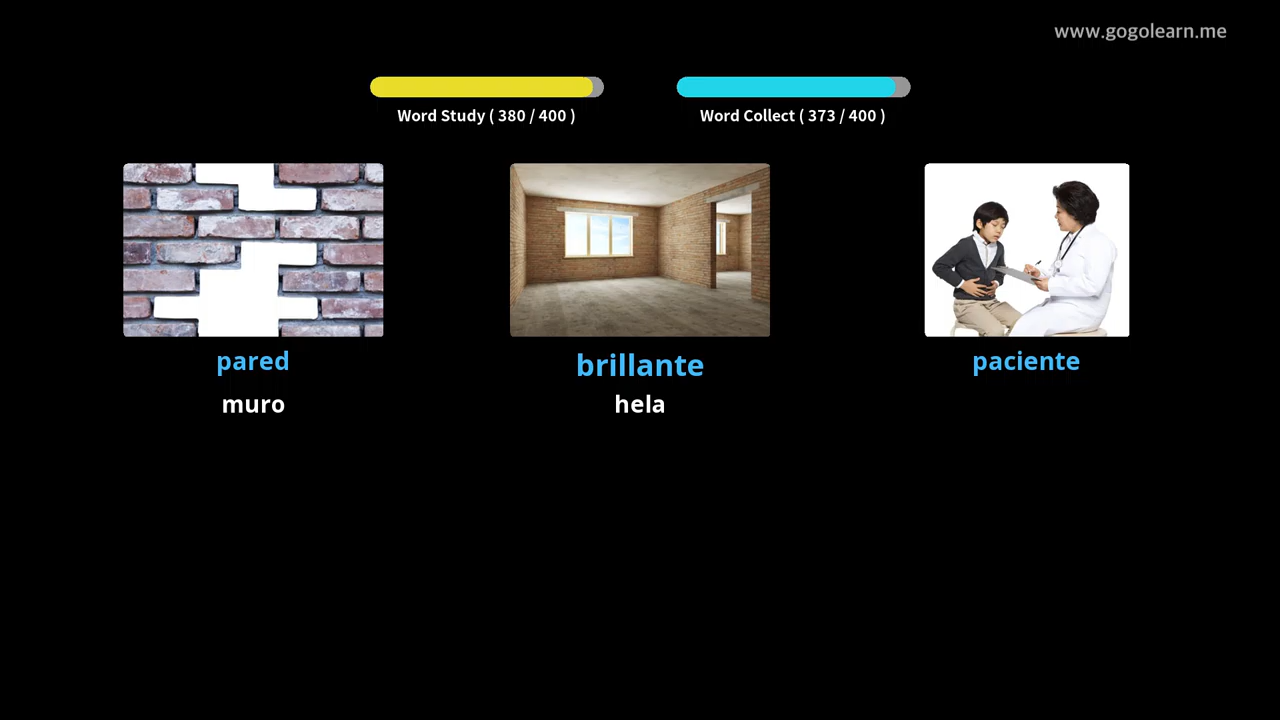 www.gogolearn.me
Word Study ( 380 / 400 )
Word Collect ( 373 / 400 )
pared
brillante
paciente
muro
hela